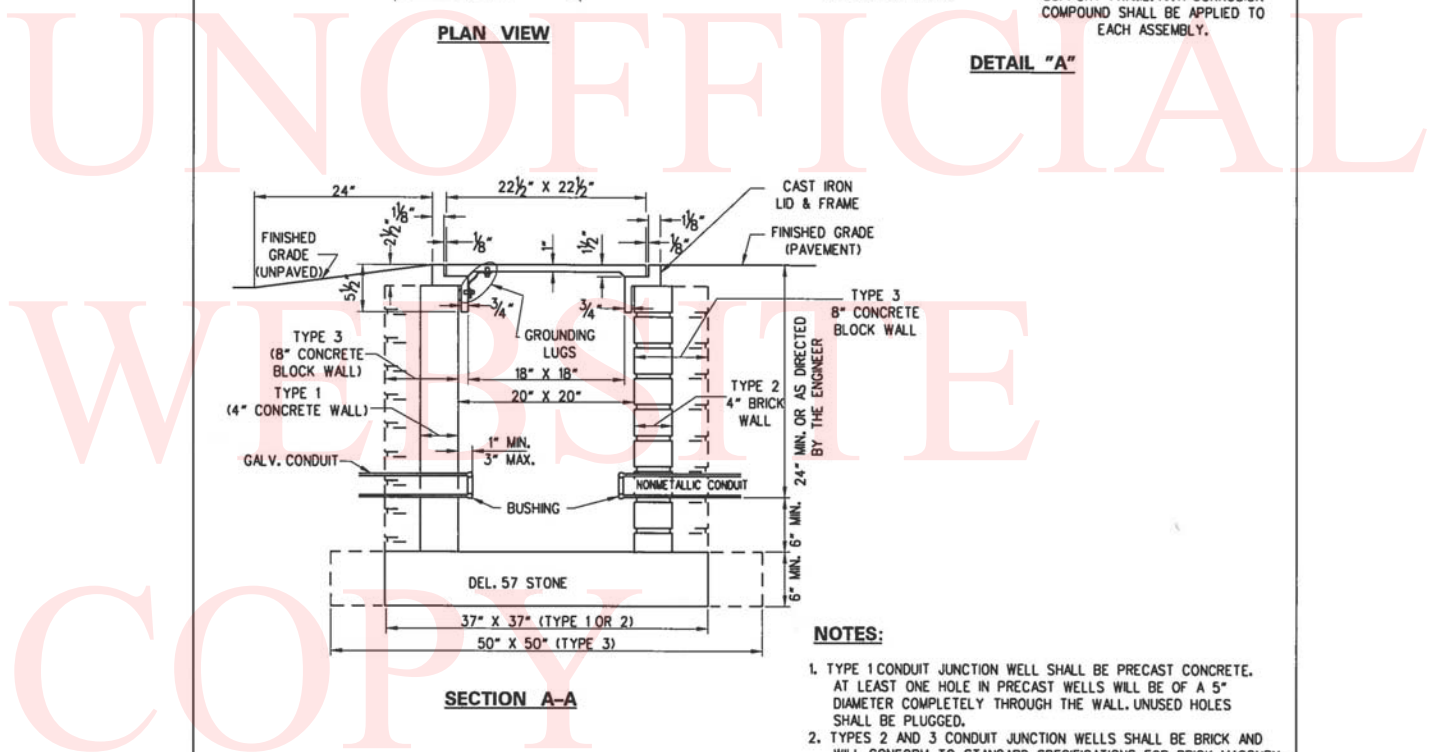 COMPOUND SHALL BE APPLIED TO
EACH ASSEMBLY.
PLAN VIEW
DETAIL "A"
UNOFFICIAL
WEBSITE
COPY
24"
22½" X 22½"
CAST IRON
LID & FRAME
1⅛"
2½"
⅛"
1"
1½"
1⅛"
⅛"
FINISHED
GRADE
(UNPAVED)
FINISHED GRADE
(PAVEMENT)
5½"
¾"
¾"
GROUNDING
LUGS
TYPE 3
8" CONCRETE
BLOCK WALL
TYPE 3
(8" CONCRETE
BLOCK WALL)
18" X 18"
TYPE 1
(4" CONCRETE WALL)
20" X 20"
TYPE 2
4" BRICK
WALL
24" MIN. OR AS DIRECTED
BY THE ENGINEER
1" MIN.
3" MAX.
GALV. CONDUIT
NONMETALLIC CONDUIT
BUSHING
6" MIN.
6" MIN.
DEL. 57 STONE
37" X 37" (TYPE 1 OR 2)
50" X 50" (TYPE 3)
SECTION A-A
NOTES:
1. TYPE 1 CONDUIT JUNCTION WELL SHALL BE PRECAST CONCRETE.
AT LEAST ONE HOLE IN PRECAST WELLS WILL BE OF A 5"
DIAMETER COMPLETELY THROUGH THE WALL. UNUSED HOLES
SHALL BE PLUGGED.
2. TYPES 2 AND 3 CONDUIT JUNCTION WELLS SHALL BE BRICK AND
WILL CONFORM TO STANDARD SPECIFICATIONS FOR BRICK MASONRY